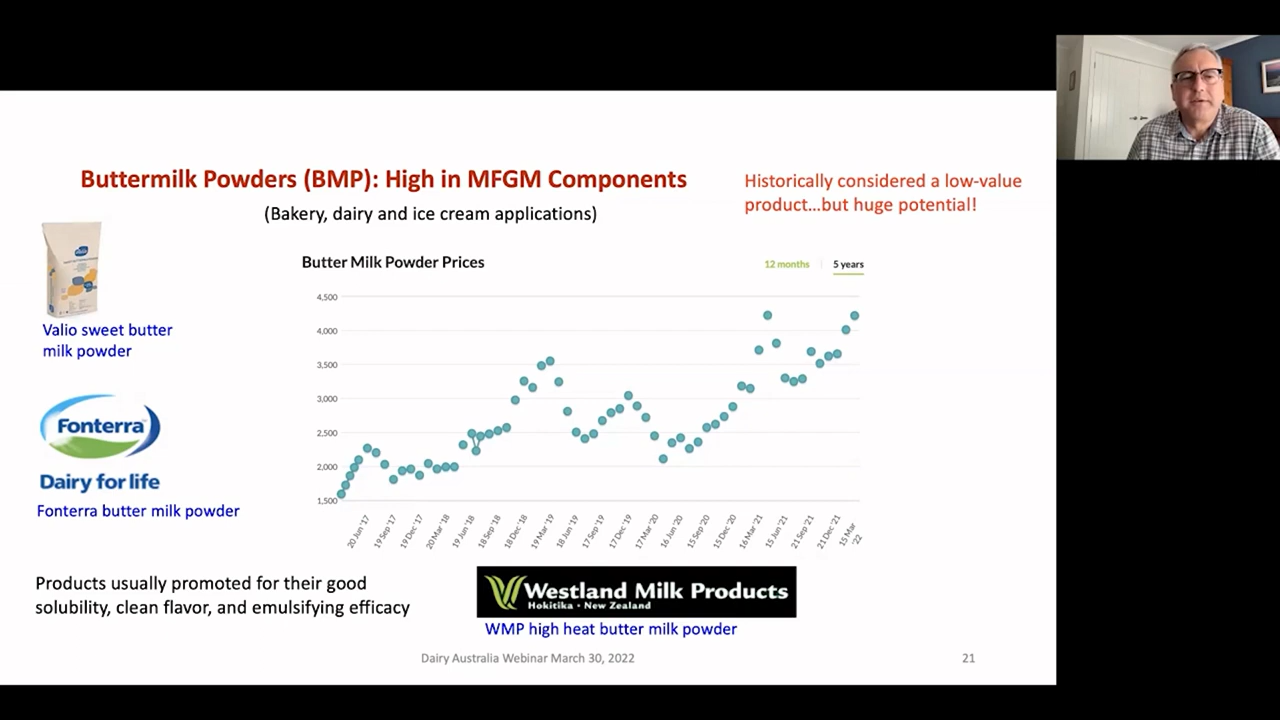 Buttermilk Powders (BMP): High in MFGM Components
(Bakery, dairy and ice cream applications)
Historically considered a low-value
product…but huge potential!
Valio sweet butter
milk powder
Fonterra
Dairy for life
Fonterra butter milk powder
Butter Milk Powder Prices
12 months
5 years
4,500
4,000
3,500
3,000
2,500
2,000
1,500
20 Jun '17
19 Sep '17
19 Dec '17
20 Mar '18
19 Jun '18
18 Sep '18
18 Dec '18
19 Mar '19
18 Jun '19
17 Sep '19
17 Dec '19
17 Mar '20
16 Jun '20
15 Sep '20
15 Dec '20
16 Mar '21
15 Jun '21
21 Sep '21
21 Dec '21
15 Mar '22
Products usually promoted for their good
solubility, clean flavor, and emulsifying efficacy
Westland Milk Products
Hokitika • New Zealand
WMP high heat butter milk powder
Dairy Australia Webinar March 30, 2022
21